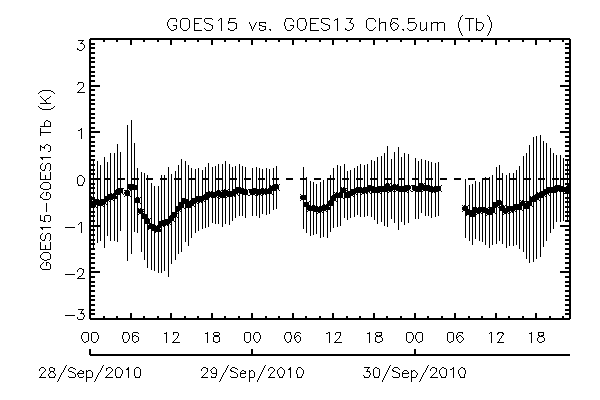 GOES15 vs. GOES13 Ch6.5um (Tb)
GOES15-GOES13 Tb (K)
3
2
1
0
-1
-2
-3
00 06 12 18 00 06 12 18 00 06 12 18
28/Sep/2010 29/Sep/2010 30/Sep/2010